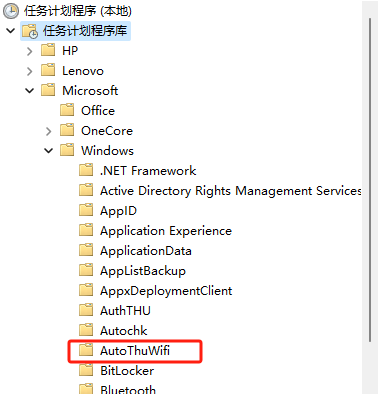 任务计划程序 (本地)
任务计划程序库
HP
Lenovo
Microsoft
Office
OneCore
Windows
.NET Framework
Active Directory Rights Management Services
AppID
Application Experience
ApplicationData
AppListBackup
AppxDeploymentClient
AuthTHU
Autochk
AutoThuWifi
BitLocker
Bluetooth